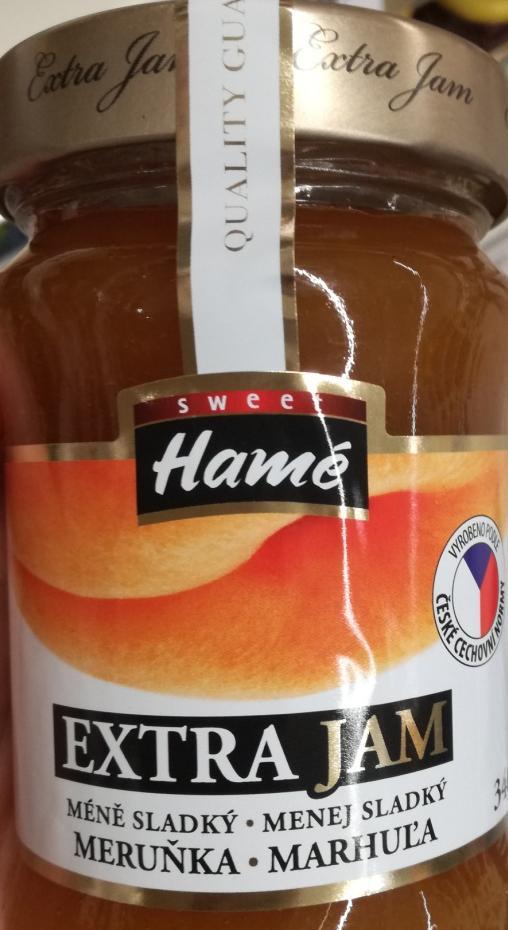 Extra Jam
Extra Jam
QUALITY
sweet
Hamé
VYROBENO PODLE
ČESKÉ CECHOVNÍ NORMY
EXTRA JAM
MÉNĚ SLADKÝ • MENEJ SLADKÝ
MERUŇKA • MARHUĽA